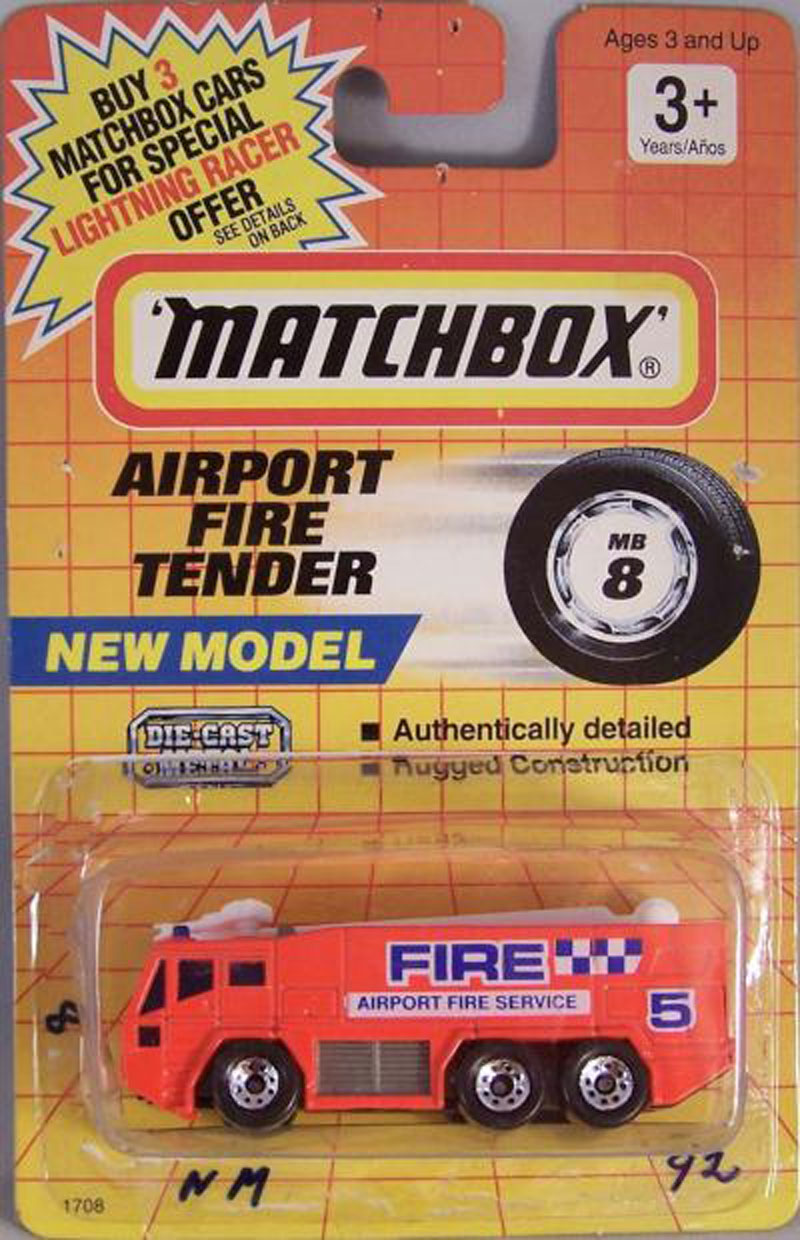 BUY 3
MATCHBOX CARS
FOR SPECIAL
LIGHTNING RACER
OFFER
SEE DETAILS
ON BACK
Ages 3 and Up
3+
Years/Años
'MATCHBOX'®
AIRPORT
FIRE
TENDER
MB
8
NEW MODEL
DIE-CAST
METAL
■ Authentically detailed
■ Rugged Construction
FIRE
AIRPORT FIRE SERVICE
5
8
NM
92
1708